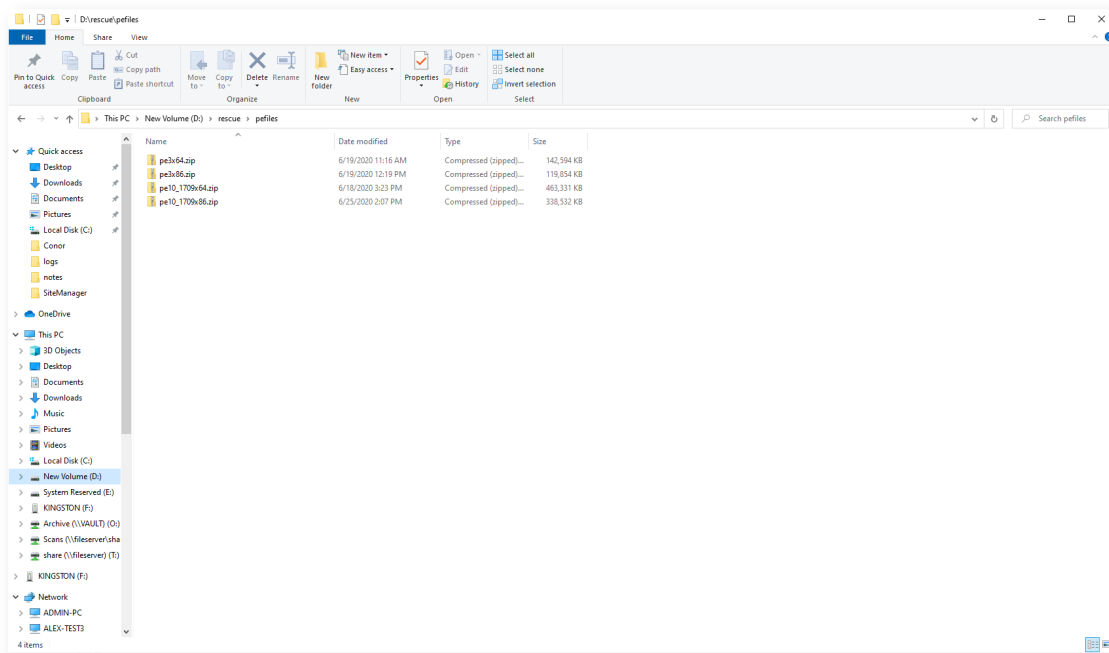 D:\rescue\pefiles
File Home Share View
Pin to Quick access
Copy
Paste
Cut
Copy path
Paste shortcut
Clipboard
Move to
Copy to
Delete
Rename
Organize
New folder
New item
Easy access
New
Properties
Open
Edit
History
Open
Select all
Select none
Invert selection
Select
This PC > New Volume (D:) > rescue > pefiles
Search pefiles
Name Date modified Type Size
pe3x64.zip 6/19/2020 11:16 AM Compressed (zipped)... 142,594 KB
pe3x86.zip 6/19/2020 12:19 PM Compressed (zipped)... 119,854 KB
pe10_1709x64.zip 6/18/2020 3:23 PM Compressed (zipped)... 463,331 KB
pe10_1709x86.zip 6/25/2020 2:07 PM Compressed (zipped)... 338,532 KB
Quick access
Desktop
Downloads
Documents
Pictures
Local Disk (C:)
Conor
logs
notes
SiteManager
OneDrive
This PC
3D Objects
Desktop
Documents
Downloads
Music
Pictures
Videos
Local Disk (C:)
New Volume (D:)
System Reserved (E:)
KINGSTON (F:)
Archive (\\VAULT) (O:)
Scans (\\fileserver\sha
share (\\fileserver) (T:)
KINGSTON (F:)
Network
ADMIN-PC
ALEX-TEST3
4 items